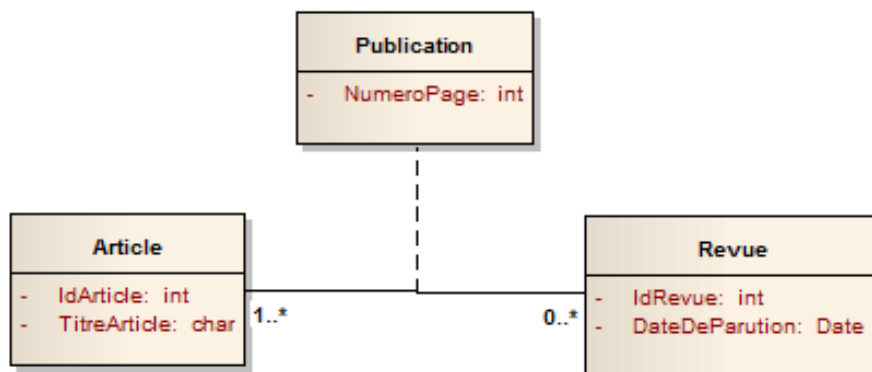 Publication
- NumeroPage: int
Article
- IdArticle: int
- TitreArticle: char
1..*
0..*
Revue
- IdRevue: int
- DateDeParution: Date